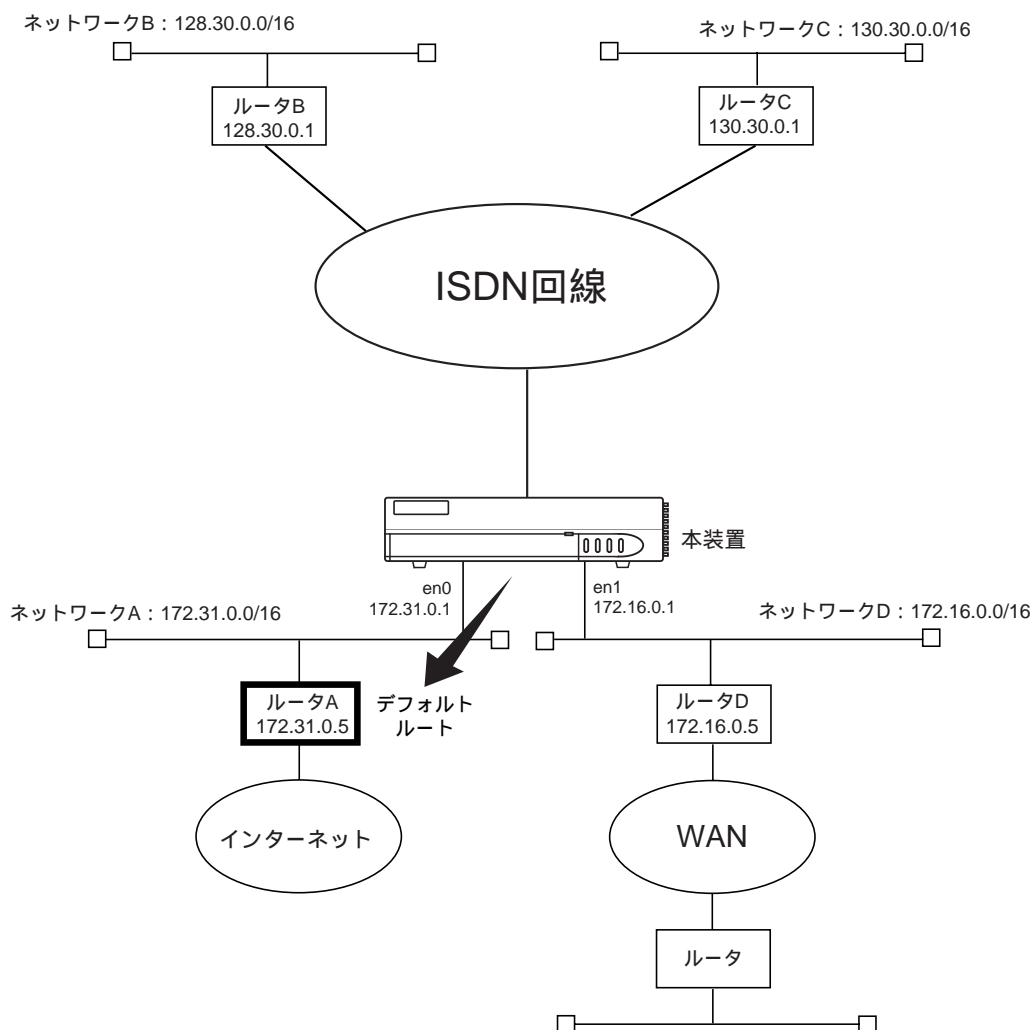 ネットワークB：128.30.0.0/16
ネットワークC：130.30.0.0/16
ルータB
128.30.0.1
ルータC
130.30.0.1
ISDN回線
本装置
en0
172.31.0.1
en1
172.16.0.1
ネットワークA：172.31.0.0/16
ネットワークD：172.16.0.0/16
ルータA
172.31.0.5
デフォルト
ルート
ルータD
172.16.0.5
インターネット
WAN
ルータ